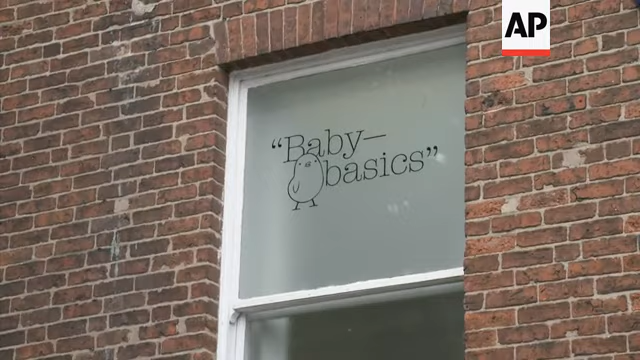 AP
“Baby—
basics”